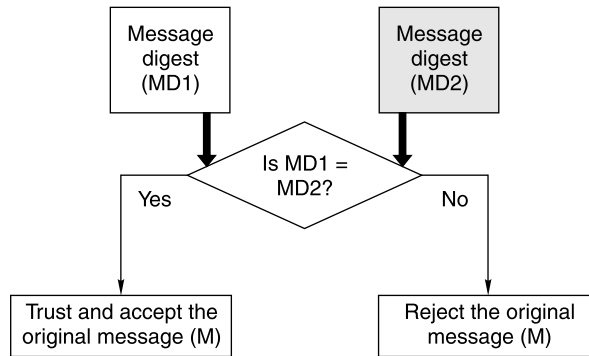 Message
digest
(MD1)
Message
digest
(MD2)
Is MD1 =
MD2?
Yes
No
Trust and accept the
original message (M)
Reject the original
message (M)